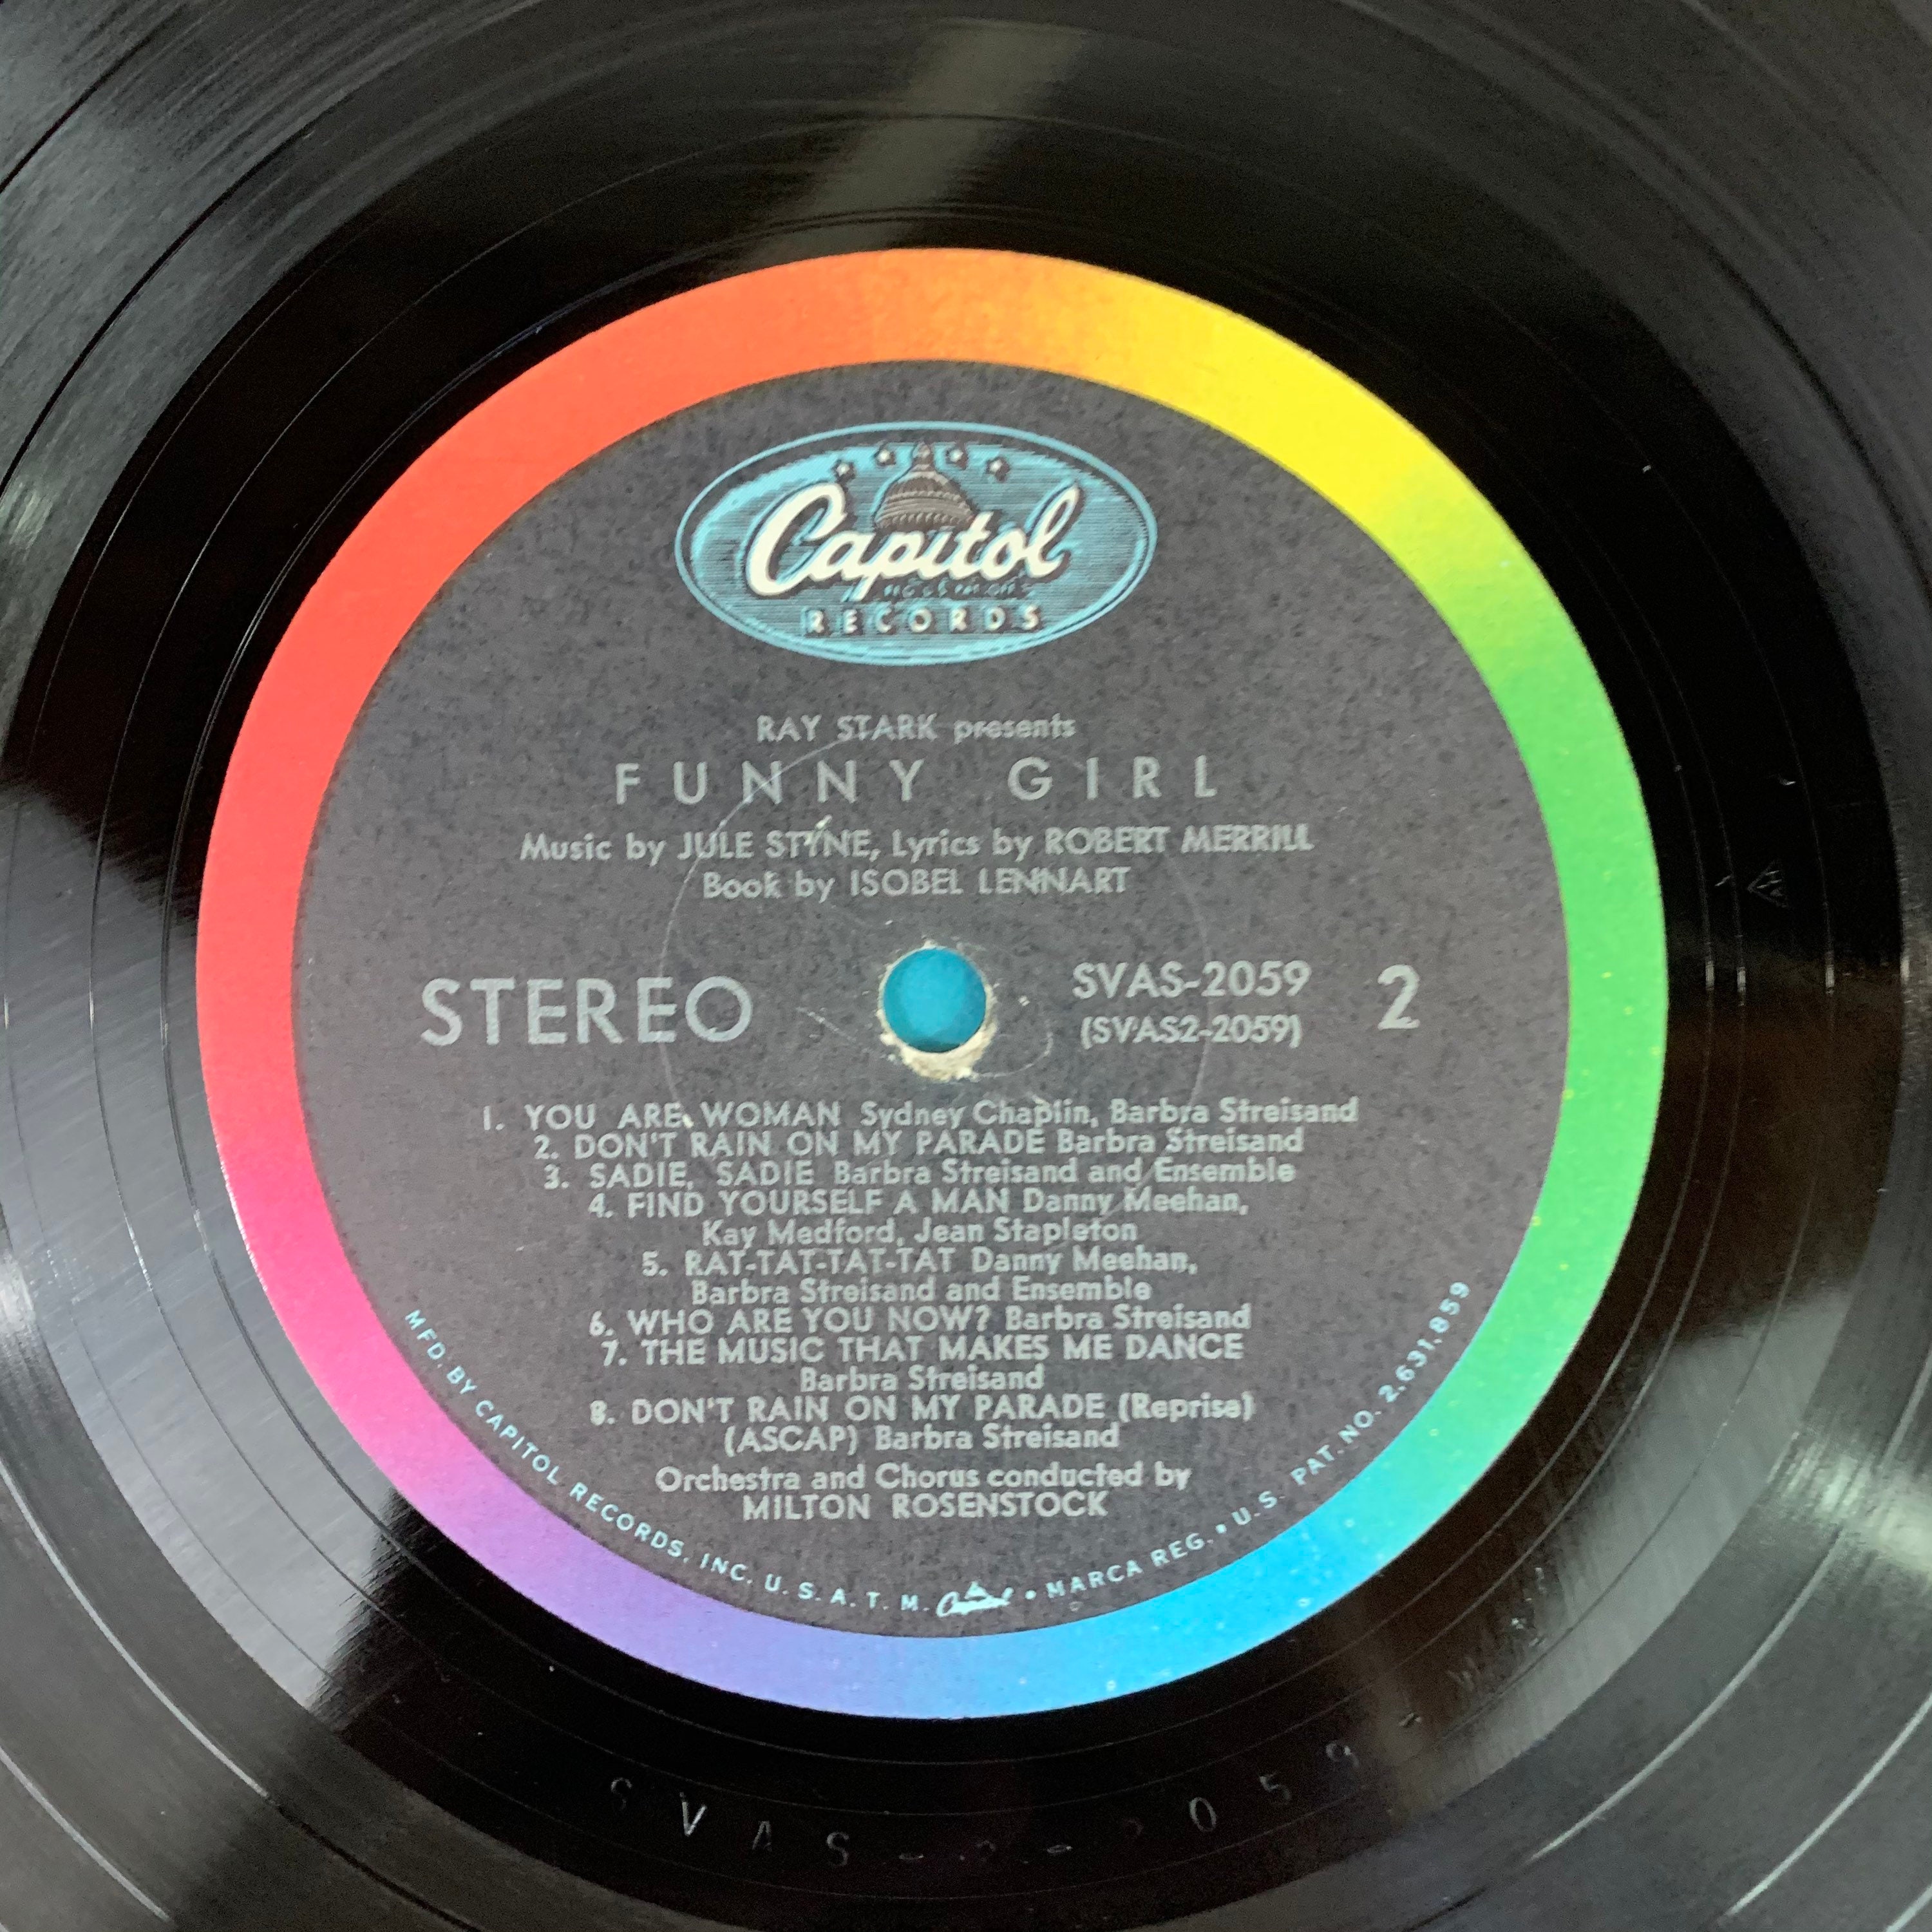 Capitol
RECORDS
RAY STARK presents
FUNNY GIRL
Music by JULE STYNE, Lyrics by ROBERT MERRILL
Book by ISOBEL LENNART
STEREO
SVAS-2059
(SVAS2-2059)
2
1. YOU ARE WOMAN Sydney Chaplin, Barbra Streisand
2. DON'T RAIN ON MY PARADE Barbra Streisand
3. SADIE, SADIE Barbra Streisand and Ensemble
4. FIND YOURSELF A MAN Danny Meehan,
Kay Medford, Jean Stapleton
5. RAT-TAT-TAT-TAT Danny Meehan,
Barbra Streisand and Ensemble
6. WHO ARE YOU NOW? Barbra Streisand
7. THE MUSIC THAT MAKES ME DANCE
Barbra Streisand
8. DON'T RAIN ON MY PARADE (Reprise)
(ASCAP) Barbra Streisand
Orchestra and Chorus conducted by
MILTON ROSENSTOCK
MFD. BY CAPITOL RECORDS, INC. U.S.A. T.M. Capitol • MARCA REG. • U.S. PAT. NO. 2,631,859